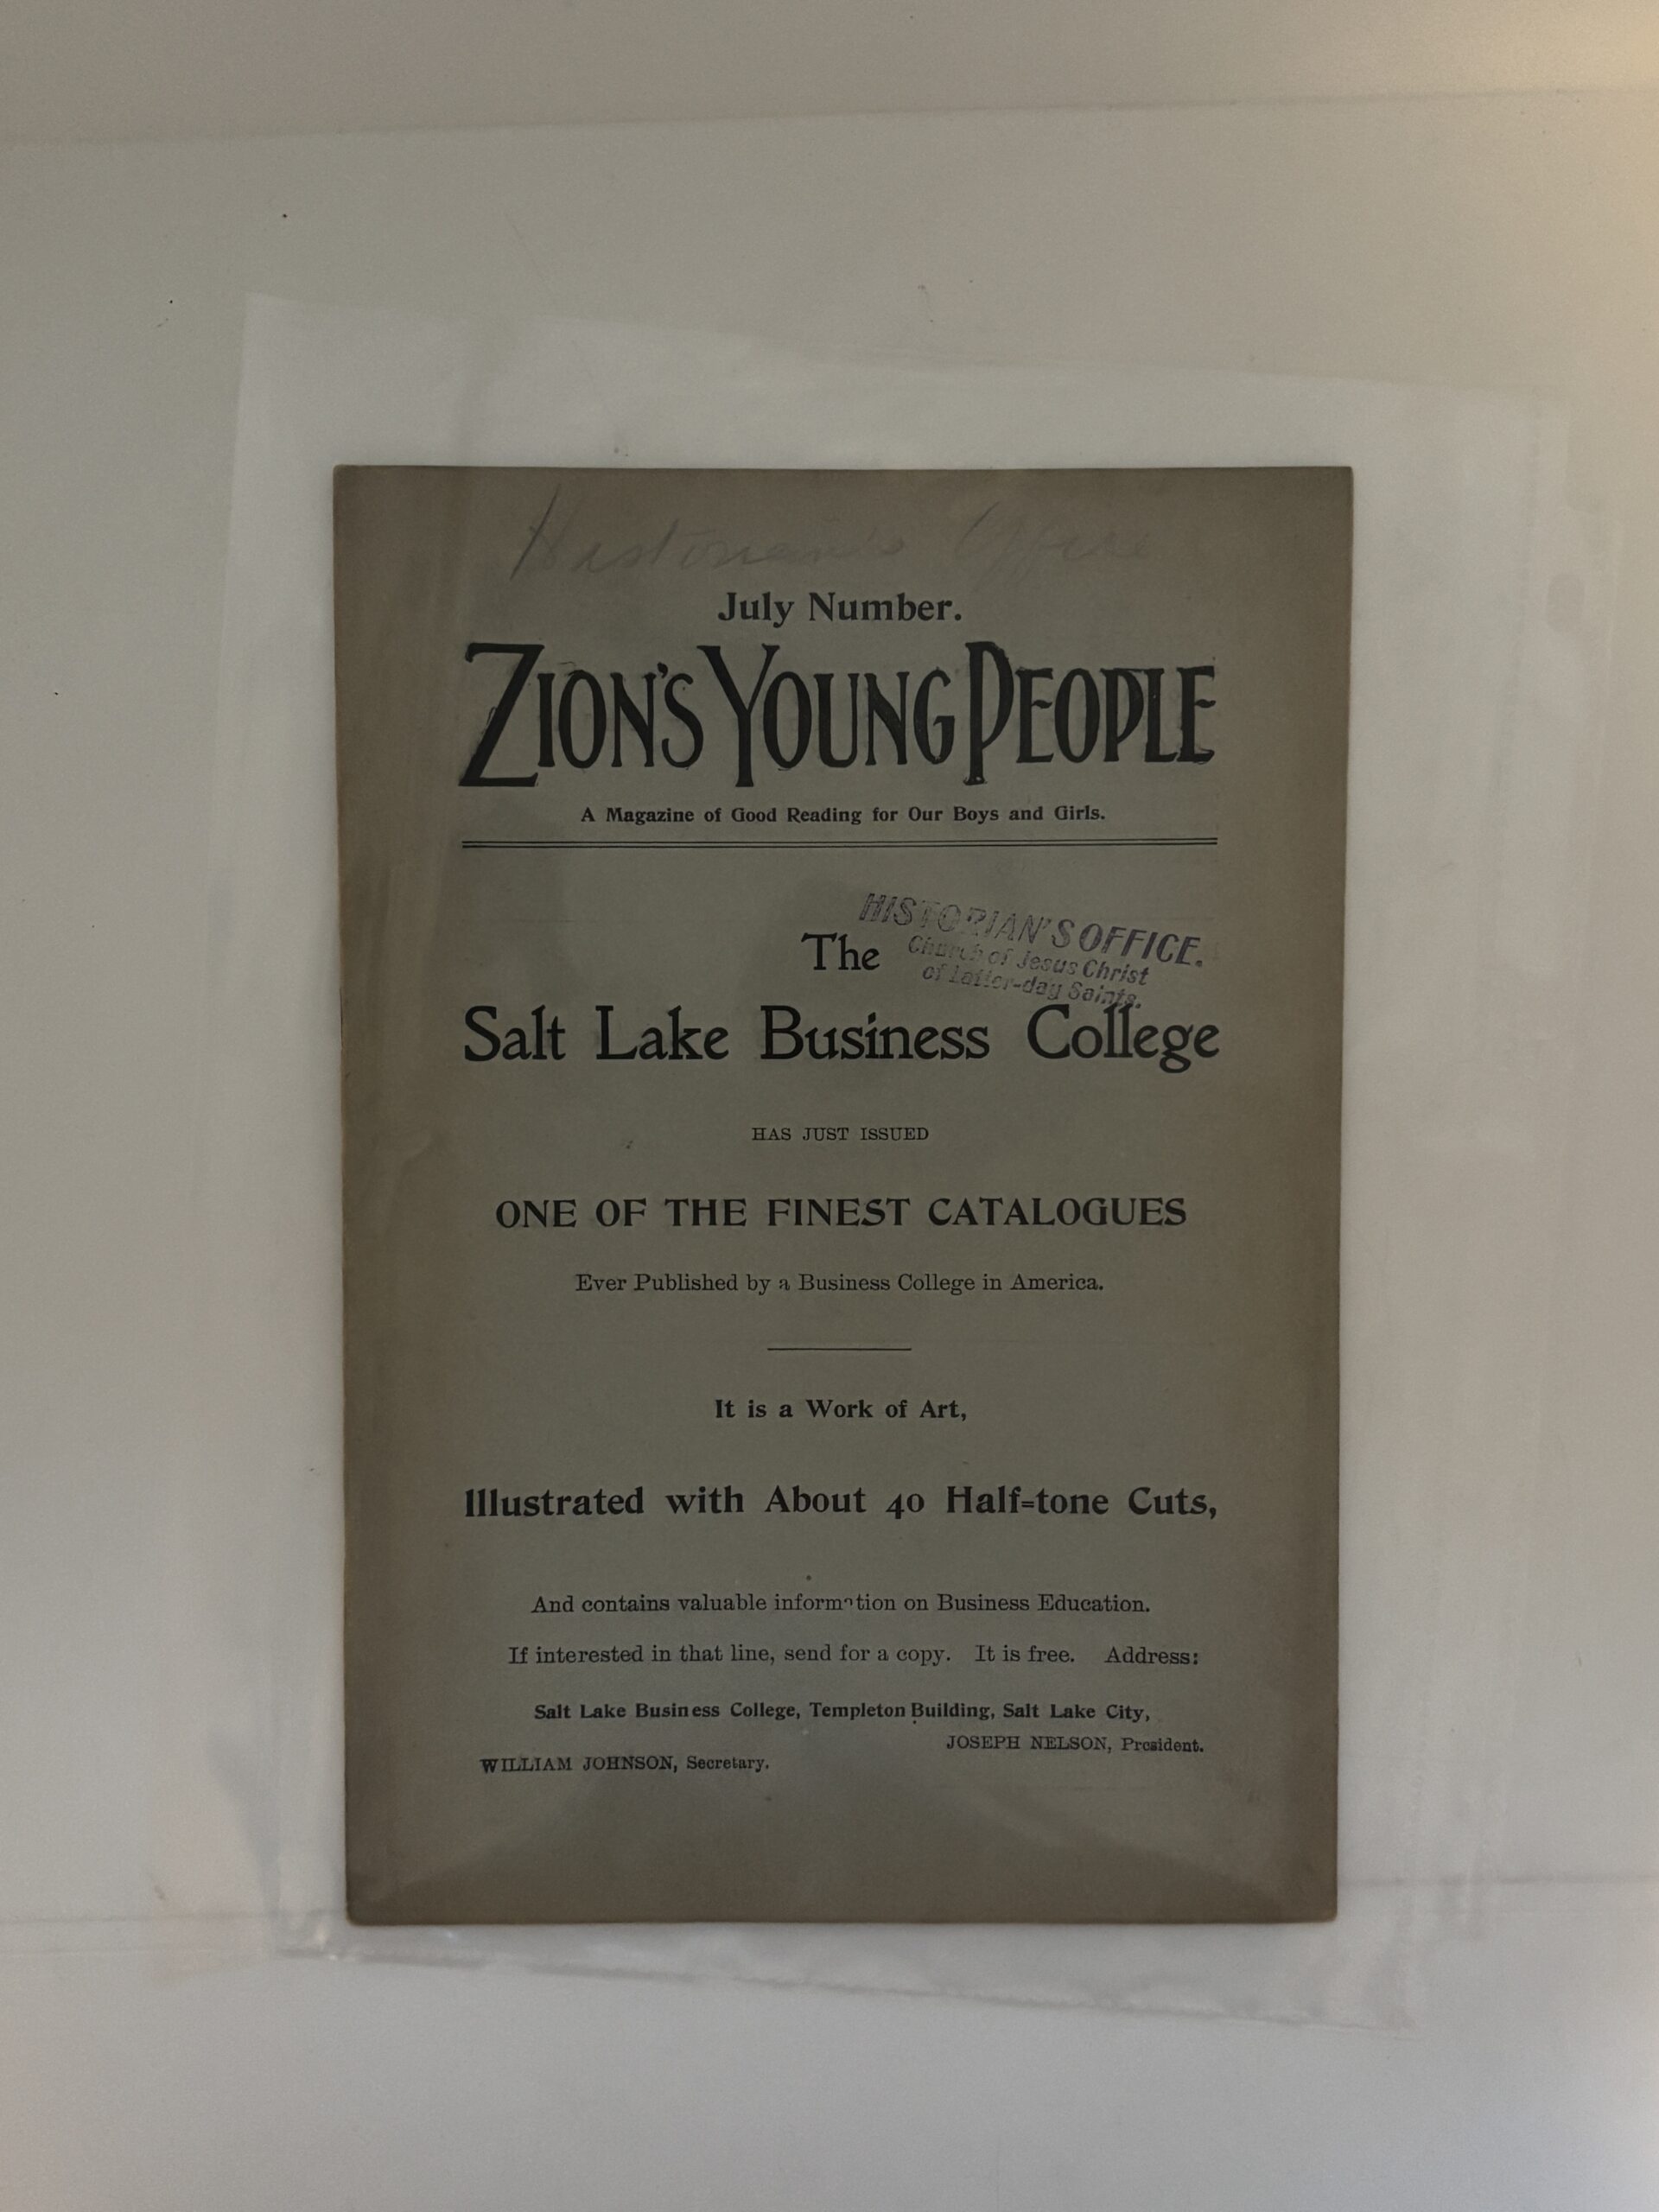 Historian's Office
July Number.
ZION'S YOUNG PEOPLE
A Magazine of Good Reading for Our Boys and Girls.
HISTORIAN'S OFFICE.
Church of Jesus Christ
of Latter-day Saints.
The
Salt Lake Business College
HAS JUST ISSUED
ONE OF THE FINEST CATALOGUES
Ever Published by a Business College in America.
It is a Work of Art,
Illustrated with About 40 Half=tone Cuts,
And contains valuable information on Business Education.
If interested in that line, send for a copy. It is free. Address:
Salt Lake Business College, Templeton Building, Salt Lake City,
JOSEPH NELSON, President.
WILLIAM JOHNSON, Secretary.